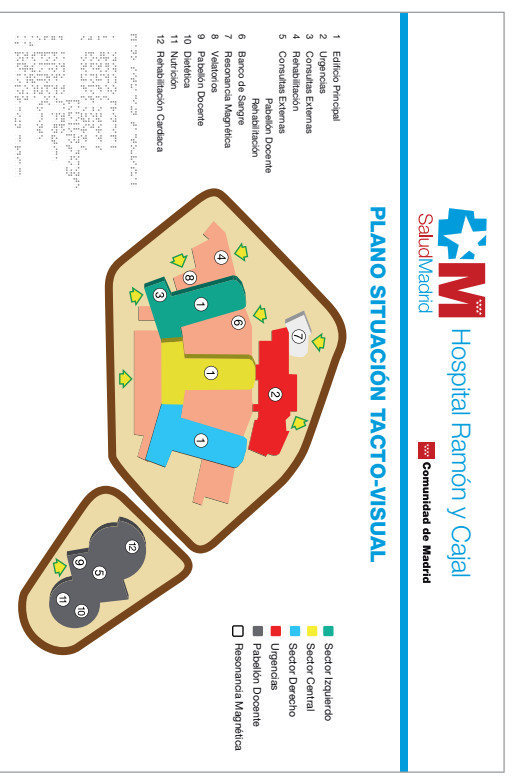 SaludMadrid
Hospital Ramón y Cajal
Comunidad de Madrid
PLANO SITUACIÓN TACTO-VISUAL
1 Edificio Principal
2 Urgencias
3 Consultas Externas
4 Rehabilitación
5 Consultas Externas
Pabellón Docente
Rehabilitación
6 Banco de Sangre
7 Resonancia Magnética
8 Velatorios
9 Pabellón Docente
10 Dietética
11 Nutrición
12 Rehabilitación Cardiaca
4
8
3
1
6
7
1
2
1
12
9
5
10
11
Sector Izquierdo
Sector Central
Sector Derecho
Urgencias
Pabellón Docente
Resonancia Magnética